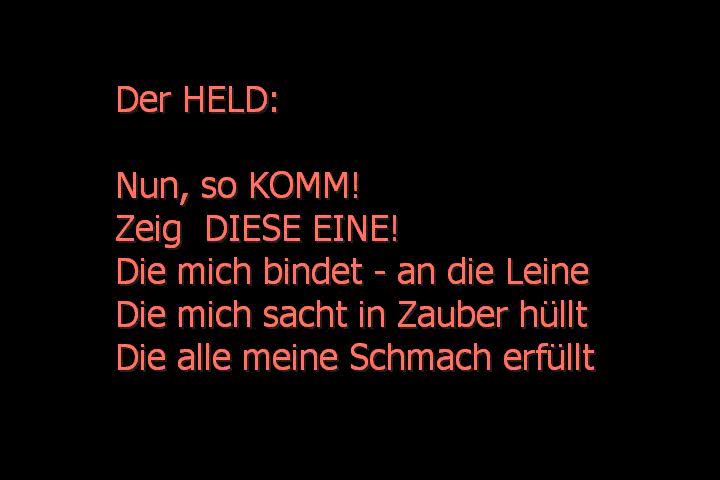 Der HELD:
Nun, so KOMM!
Zeig  DIESE EINE!
Die mich bindet - an die Leine
Die mich sacht in Zauber hüllt
Die alle meine Schmach erfüllt